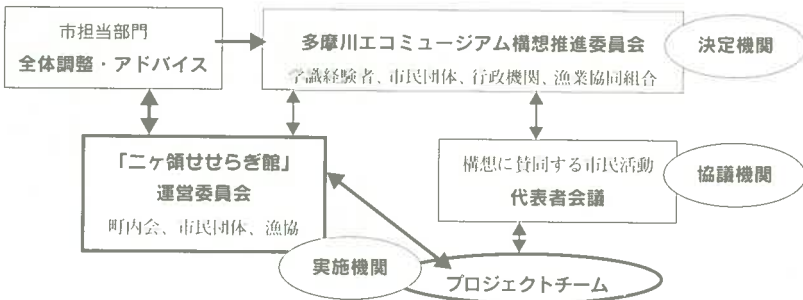 市担当部門
全体調整・アドバイス
多摩川エコミュージアム構想推進委員会
学識経験者、市民団体、行政機関、漁業協同組合
決定機関
「二ヶ領せせらぎ館」
運営委員会
町内会、市民団体、漁協
構想に賛同する市民活動
代表者会議
協議機関
実施機関
プロジェクトチーム